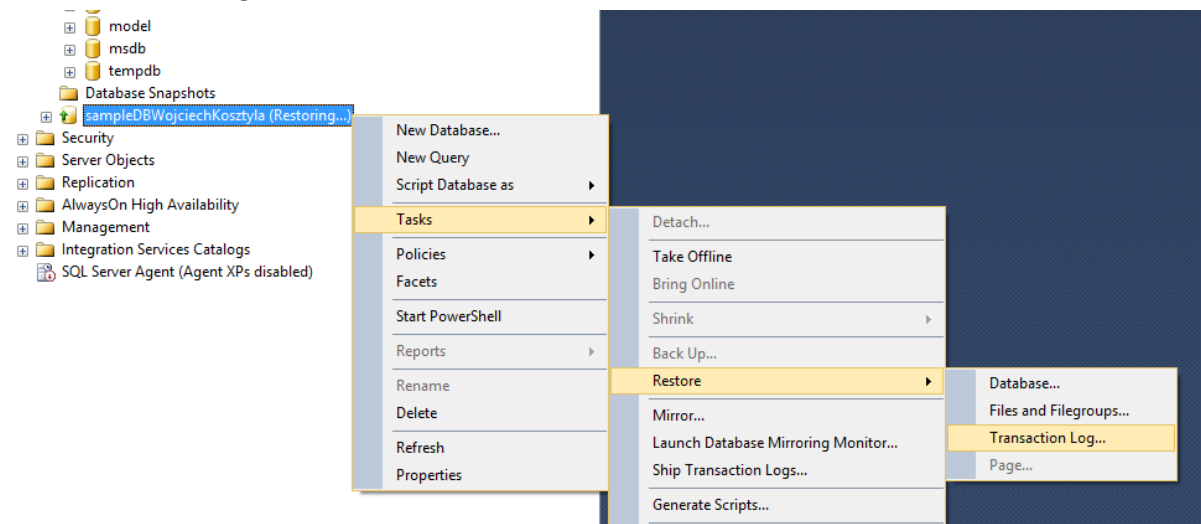 model
msdb
tempdb
Database Snapshots
sampleDBWojciechKosztyla (Restoring...)
Security
Server Objects
Replication
AlwaysOn High Availability
Management
Integration Services Catalogs
SQL Server Agent (Agent XPs disabled)
New Database...
New Query
Script Database as
Tasks
Policies
Facets
Start PowerShell
Reports
Rename
Delete
Refresh
Properties
Detach...
Take Offline
Bring Online
Shrink
Back Up...
Restore
Mirror...
Launch Database Mirroring Monitor...
Ship Transaction Logs...
Generate Scripts...
Database...
Files and Filegroups...
Transaction Log...
Page...